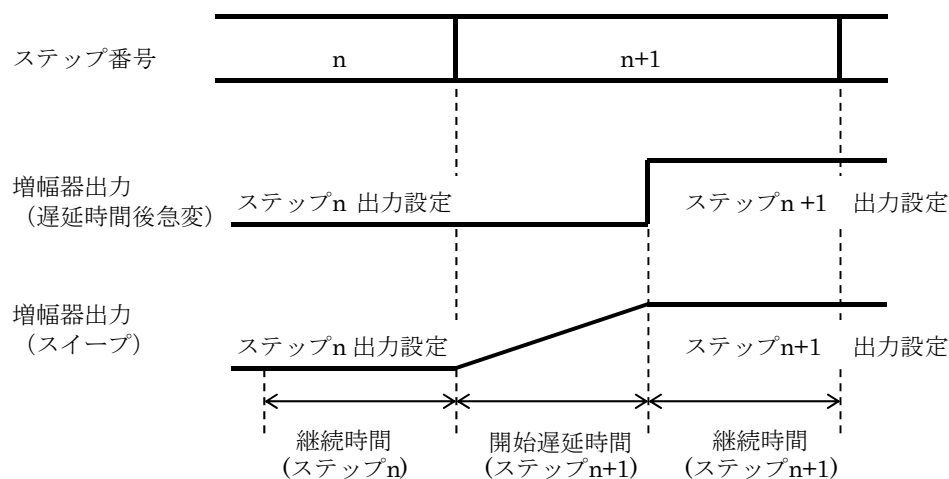 ステップ番号
n
n+1
増幅器出力
（遅延時間後急変）
ステップn 出力設定
ステップn +1 出力設定
増幅器出力
（スイープ）
ステップn 出力設定
ステップn+1 出力設定
継続時間
(ステップn)
開始遅延時間
(ステップn+1)
継続時間
(ステップn+1)